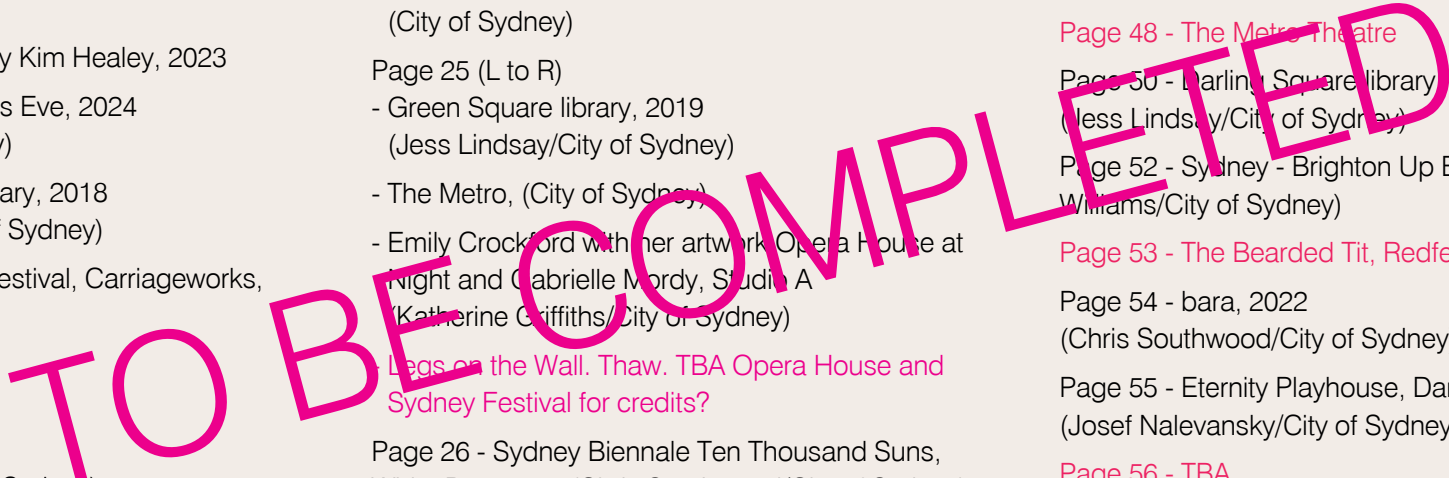 y Kim Healey, 2023
s Eve, 2024
ary, 2018
Sydney)
estival, Carriageworks,
(City of Sydney)
Page 25 (L to R)
- Green Square library, 2019
(Jess Lindsay/City of Sydney)
- The Metro, (City of Sydney)
- Emily Crockford with her artwork Opera House at
Night and Gabrielle Mordy, Studio A
(Katherine Griffiths/City of Sydney)
- Legs on the Wall. Thaw. TBA Opera House and
Sydney Festival for credits?
Page 26 - Sydney Biennale Ten Thousand Suns,
Page 48 - The Metro Theatre
Page 50 - Darling Square library
(Jess Lindsay/City of Sydney)
Page 52 - Sydney - Brighton Up
Williams/City of Sydney)
Page 53 - The Bearded Tit, Redfe
Page 54 - bara, 2022
(Chris Southwood/City of Sydney
Page 55 - Eternity Playhouse, Da
(Josef Nalevansky/City of Sydney
Page 56 - TBA
TO BE COMPLETED